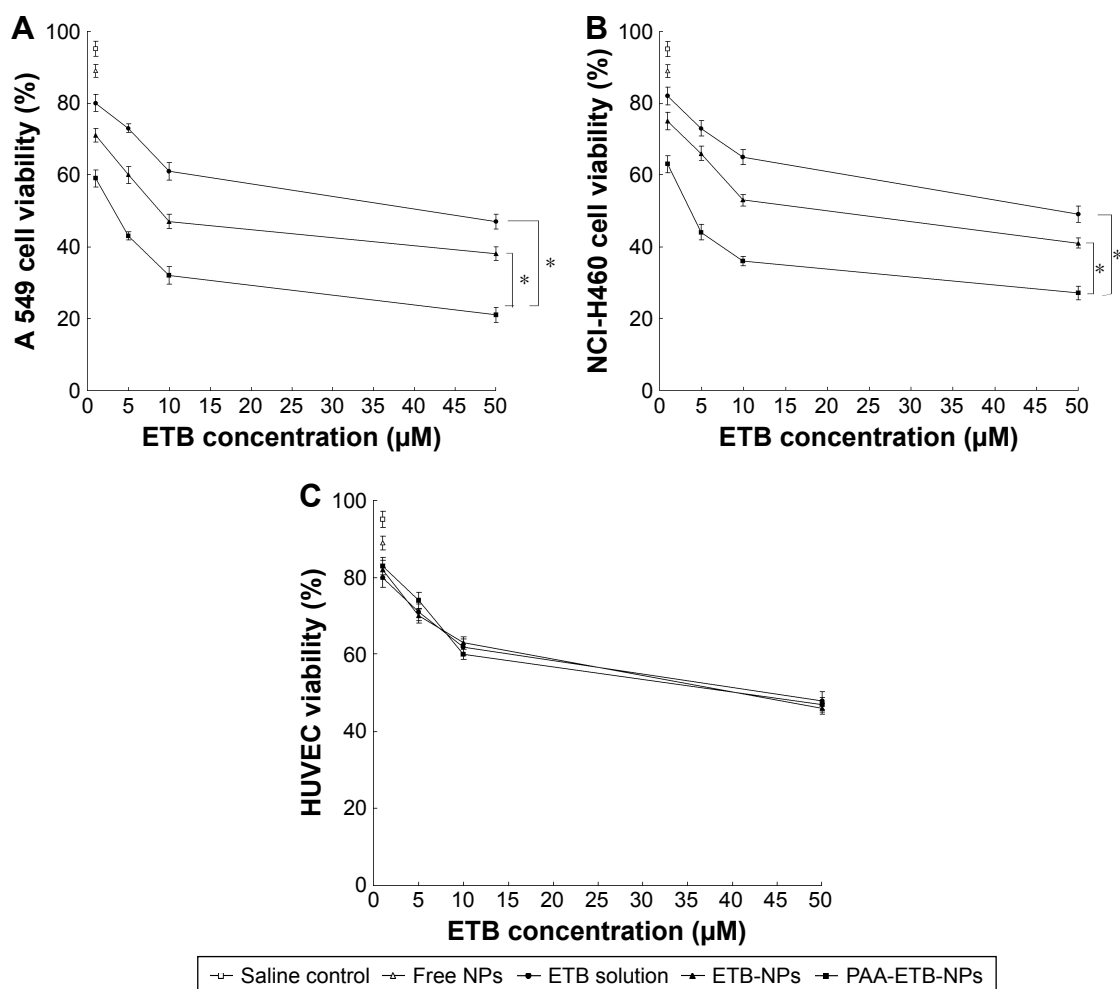 A
A 549 cell viability (%)
100
80
60
40
20
0
0 5 10 15 20 25 30 35 40 45 50
ETB concentration (µM)
*
*
B
NCI-H460 cell viability (%)
100
80
60
40
20
0
0 5 10 15 20 25 30 35 40 45 50
ETB concentration (µM)
*
*
C
HUVEC viability (%)
100
80
60
40
20
0
0 5 10 15 20 25 30 35 40 45 50
ETB concentration (µM)
Saline control Free NPs ETB solution ETB-NPs PAA-ETB-NPs